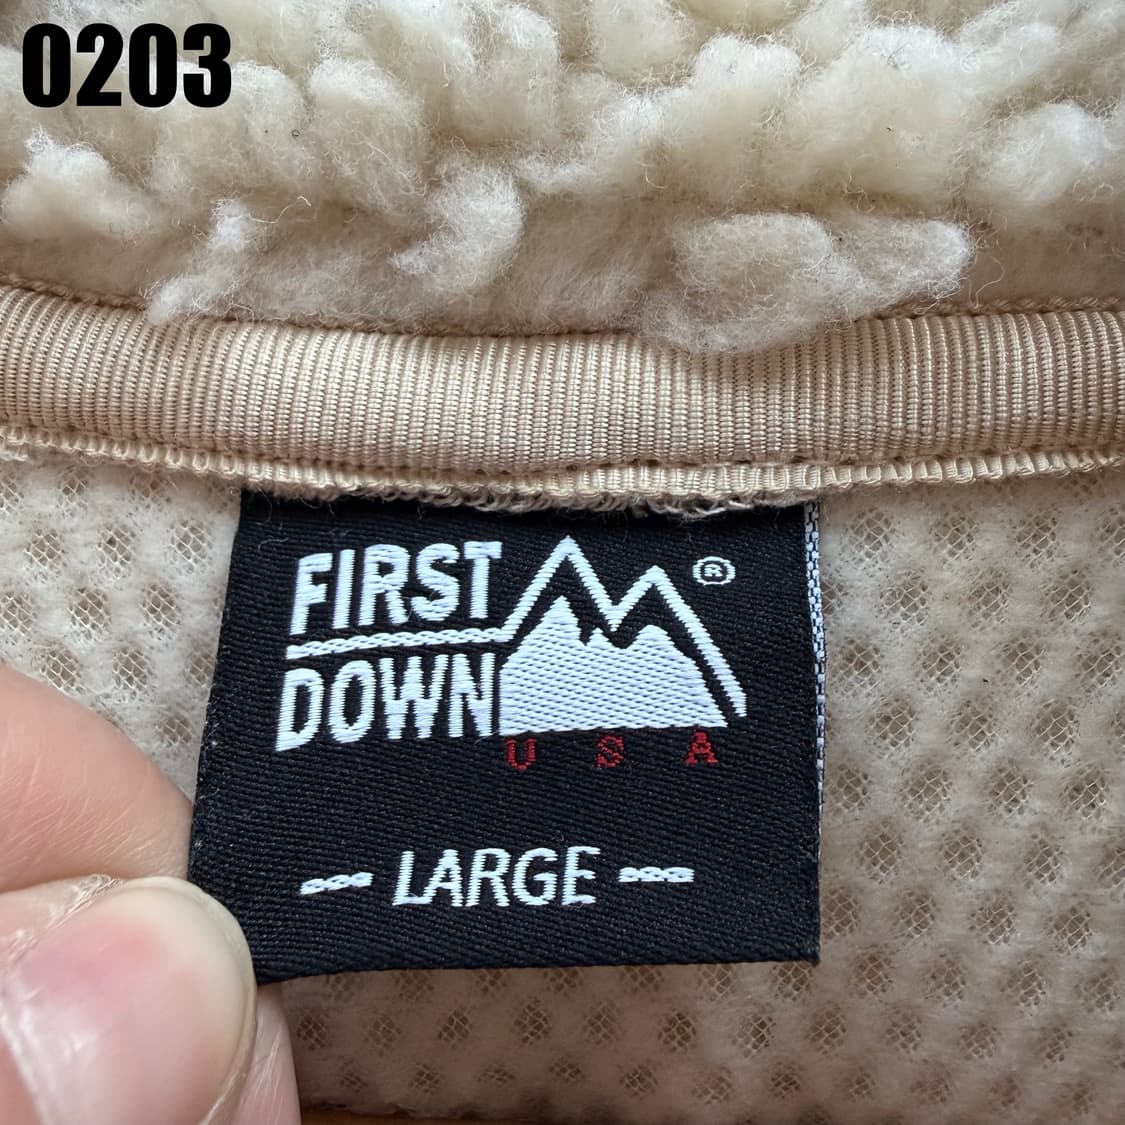 0203
FIRST
DOWN
®
USA
- LARGE -